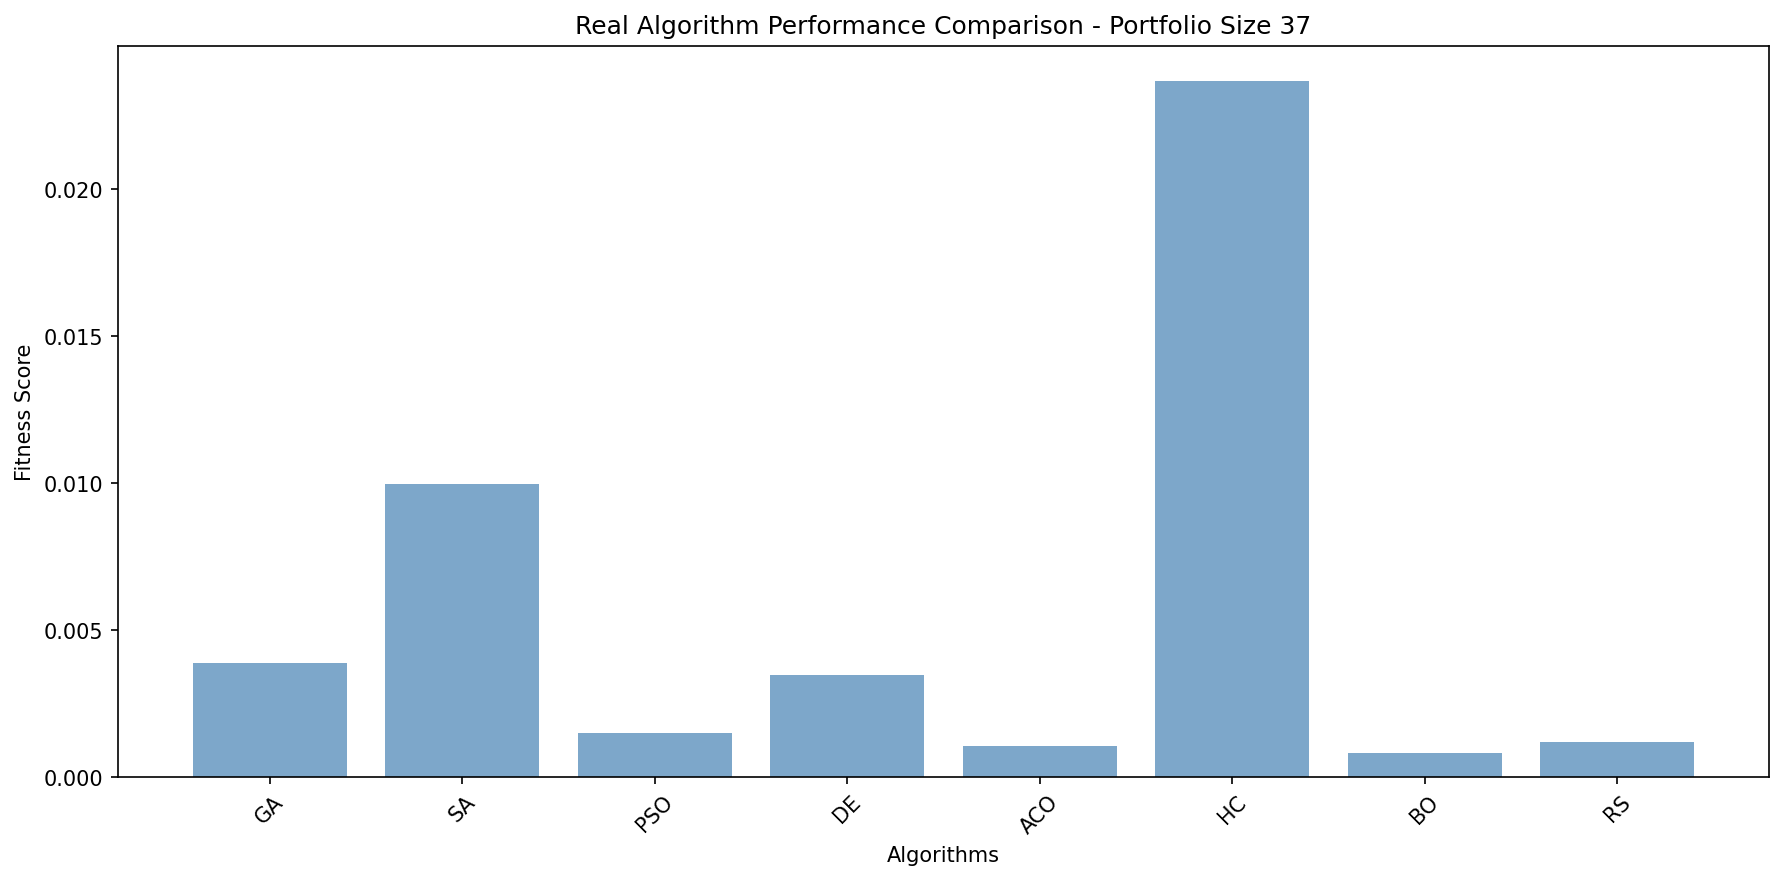 Real Algorithm Performance Comparison - Portfolio Size 37
Fitness Score
0.020
0.015
0.010
0.005
0.000
GA
SA
PSO
DE
ACO
HC
BO
RS
Algorithms